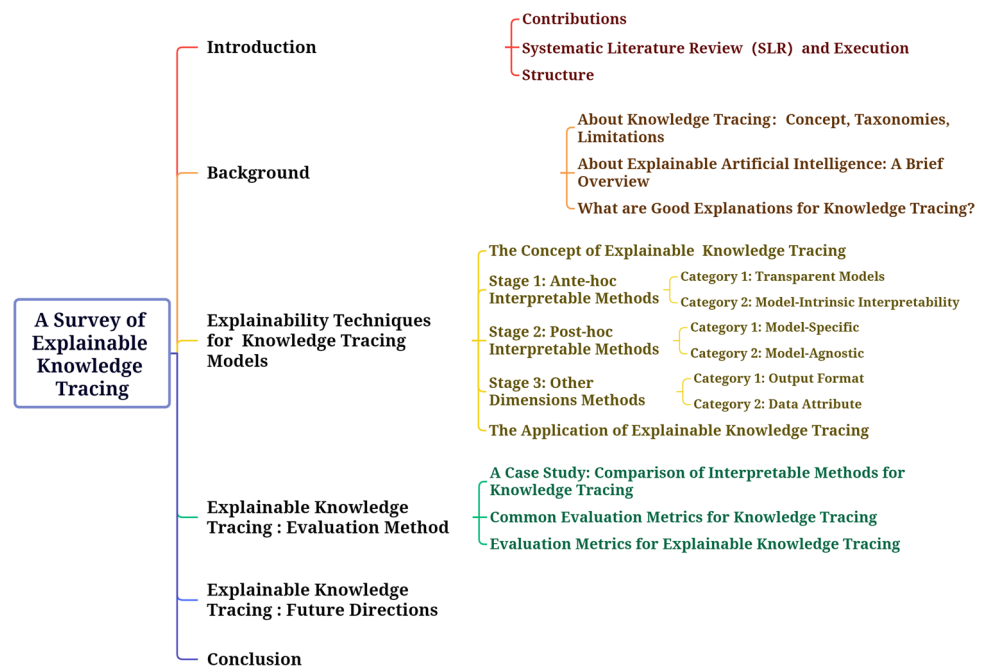 A Survey of
Explainable
Knowledge
Tracing
Introduction
Contributions
Systematic Literature Review（SLR）and Execution
Structure
Background
About Knowledge Tracing：Concept, Taxonomies,
Limitations
About Explainable Artificial Intelligence: A Brief
Overview
What are Good Explanations for Knowledge Tracing?
Explainability Techniques
for Knowledge Tracing
Models
The Concept of Explainable Knowledge Tracing
Stage 1: Ante-hoc
Interpretable Methods
Category 1: Transparent Models
Category 2: Model-Intrinsic Interpretability
Stage 2: Post-hoc
Interpretable Methods
Category 1: Model-Specific
Category 2: Model-Agnostic
Stage 3: Other
Dimensions Methods
Category 1: Output Format
Category 2: Data Attribute
The Application of Explainable Knowledge Tracing
Explainable Knowledge
Tracing : Evaluation Method
A Case Study: Comparison of Interpretable Methods for
Knowledge Tracing
Common Evaluation Metrics for Knowledge Tracing
Evaluation Metrics for Explainable Knowledge Tracing
Explainable Knowledge
Tracing : Future Directions
Conclusion